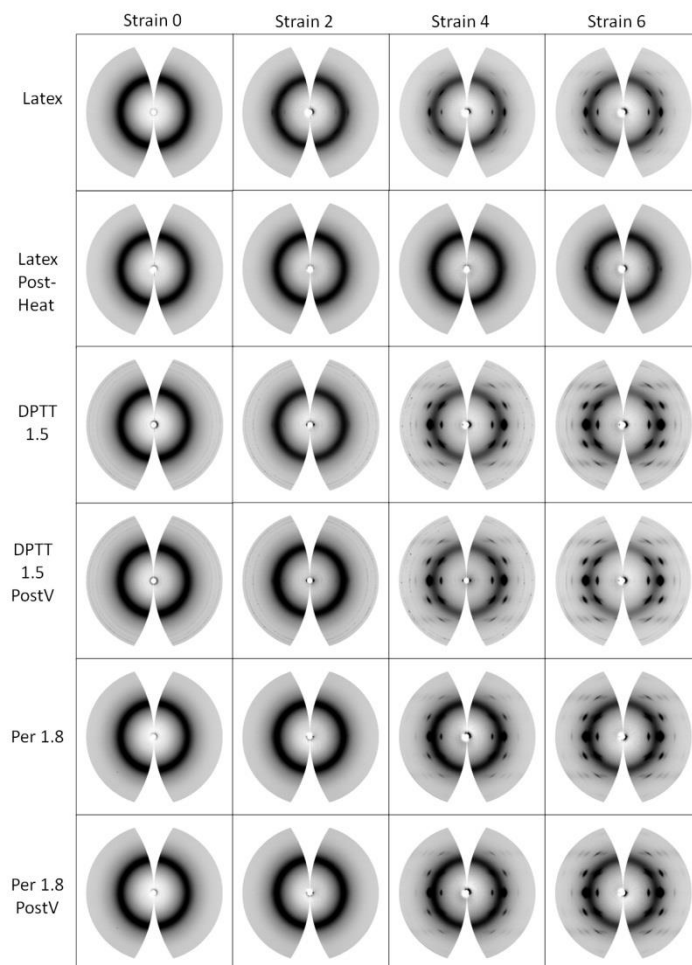 Strain 0 Strain 2 Strain 4 Strain 6
Latex
Latex
Post-
Heat
DPTT
1.5
DPTT
1.5
PostV
Per 1.8
Per 1.8
PostV